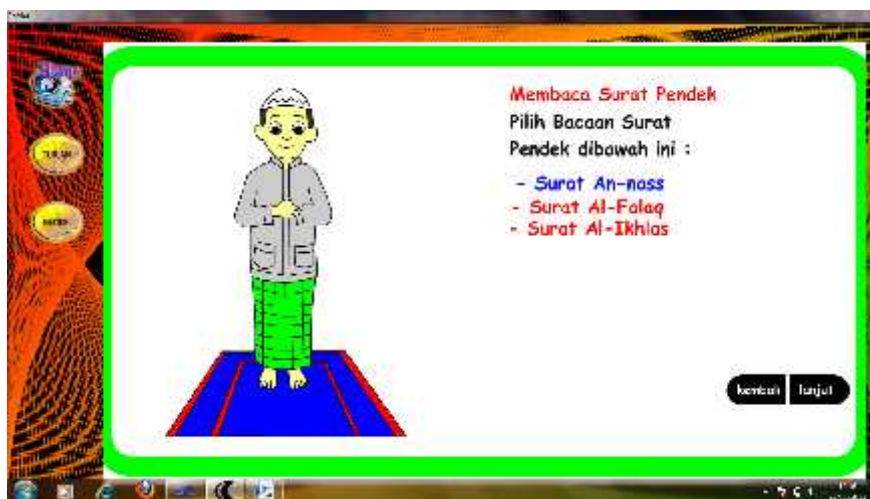 Membaca Surat Pendek
Pilih Bacaan Surat
Pendek dibawah ini :
- Surat An-nass
- Surat Al-Falaq
- Surat Al-Ikhlas
kembali lanjut